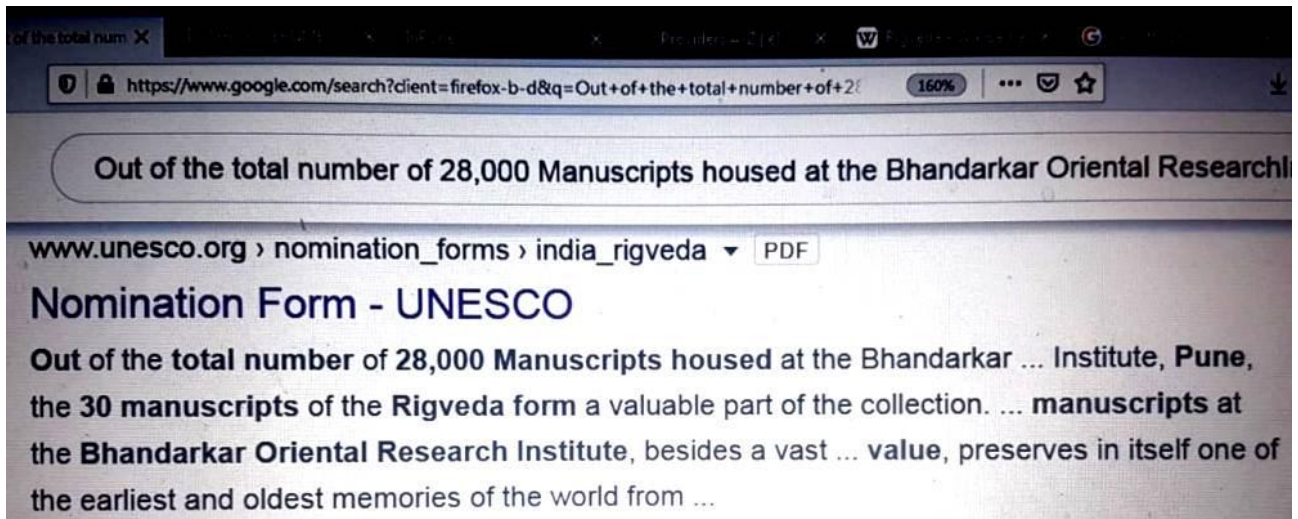 of the total num ×
https://www.google.com/search?client=firefox-b-d&q=Out+of+the+total+number+of+28 160%
Out of the total number of 28,000 Manuscripts housed at the Bhandarkar Oriental ResearchI
www.unesco.org › nomination_forms › india_rigveda ▾ PDF
Nomination Form - UNESCO
Out of the total number of 28,000 Manuscripts housed at the Bhandarkar ... Institute, Pune,
the 30 manuscripts of the Rigveda form a valuable part of the collection. ... manuscripts at
the Bhandarkar Oriental Research Institute, besides a vast ... value, preserves in itself one of
the earliest and oldest memories of the world from ...